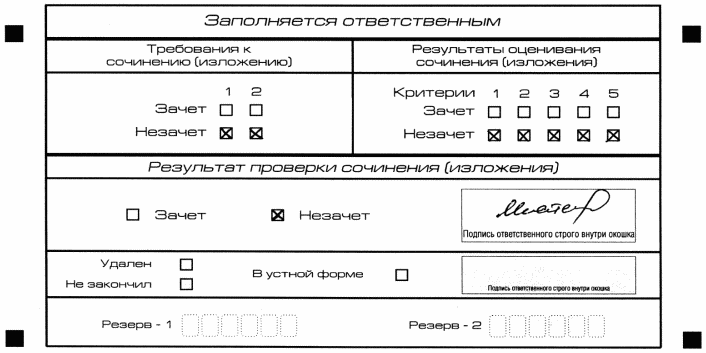 Заполняется ответственным
Требования к
сочинению (изложению)
Результаты оценивания
сочинения (изложения)
1 2
Зачет
Незачет
Критерии 1 2 3 4 5
Зачет
Незачет
Результат проверки сочинения (изложения)
Зачет
Незачет
Подпись ответственного строго внутри окошка
Удален
Не закончил
В устной форме
Подпись ответственного строго внутри окошка
Резерв - 1
Резерв - 2